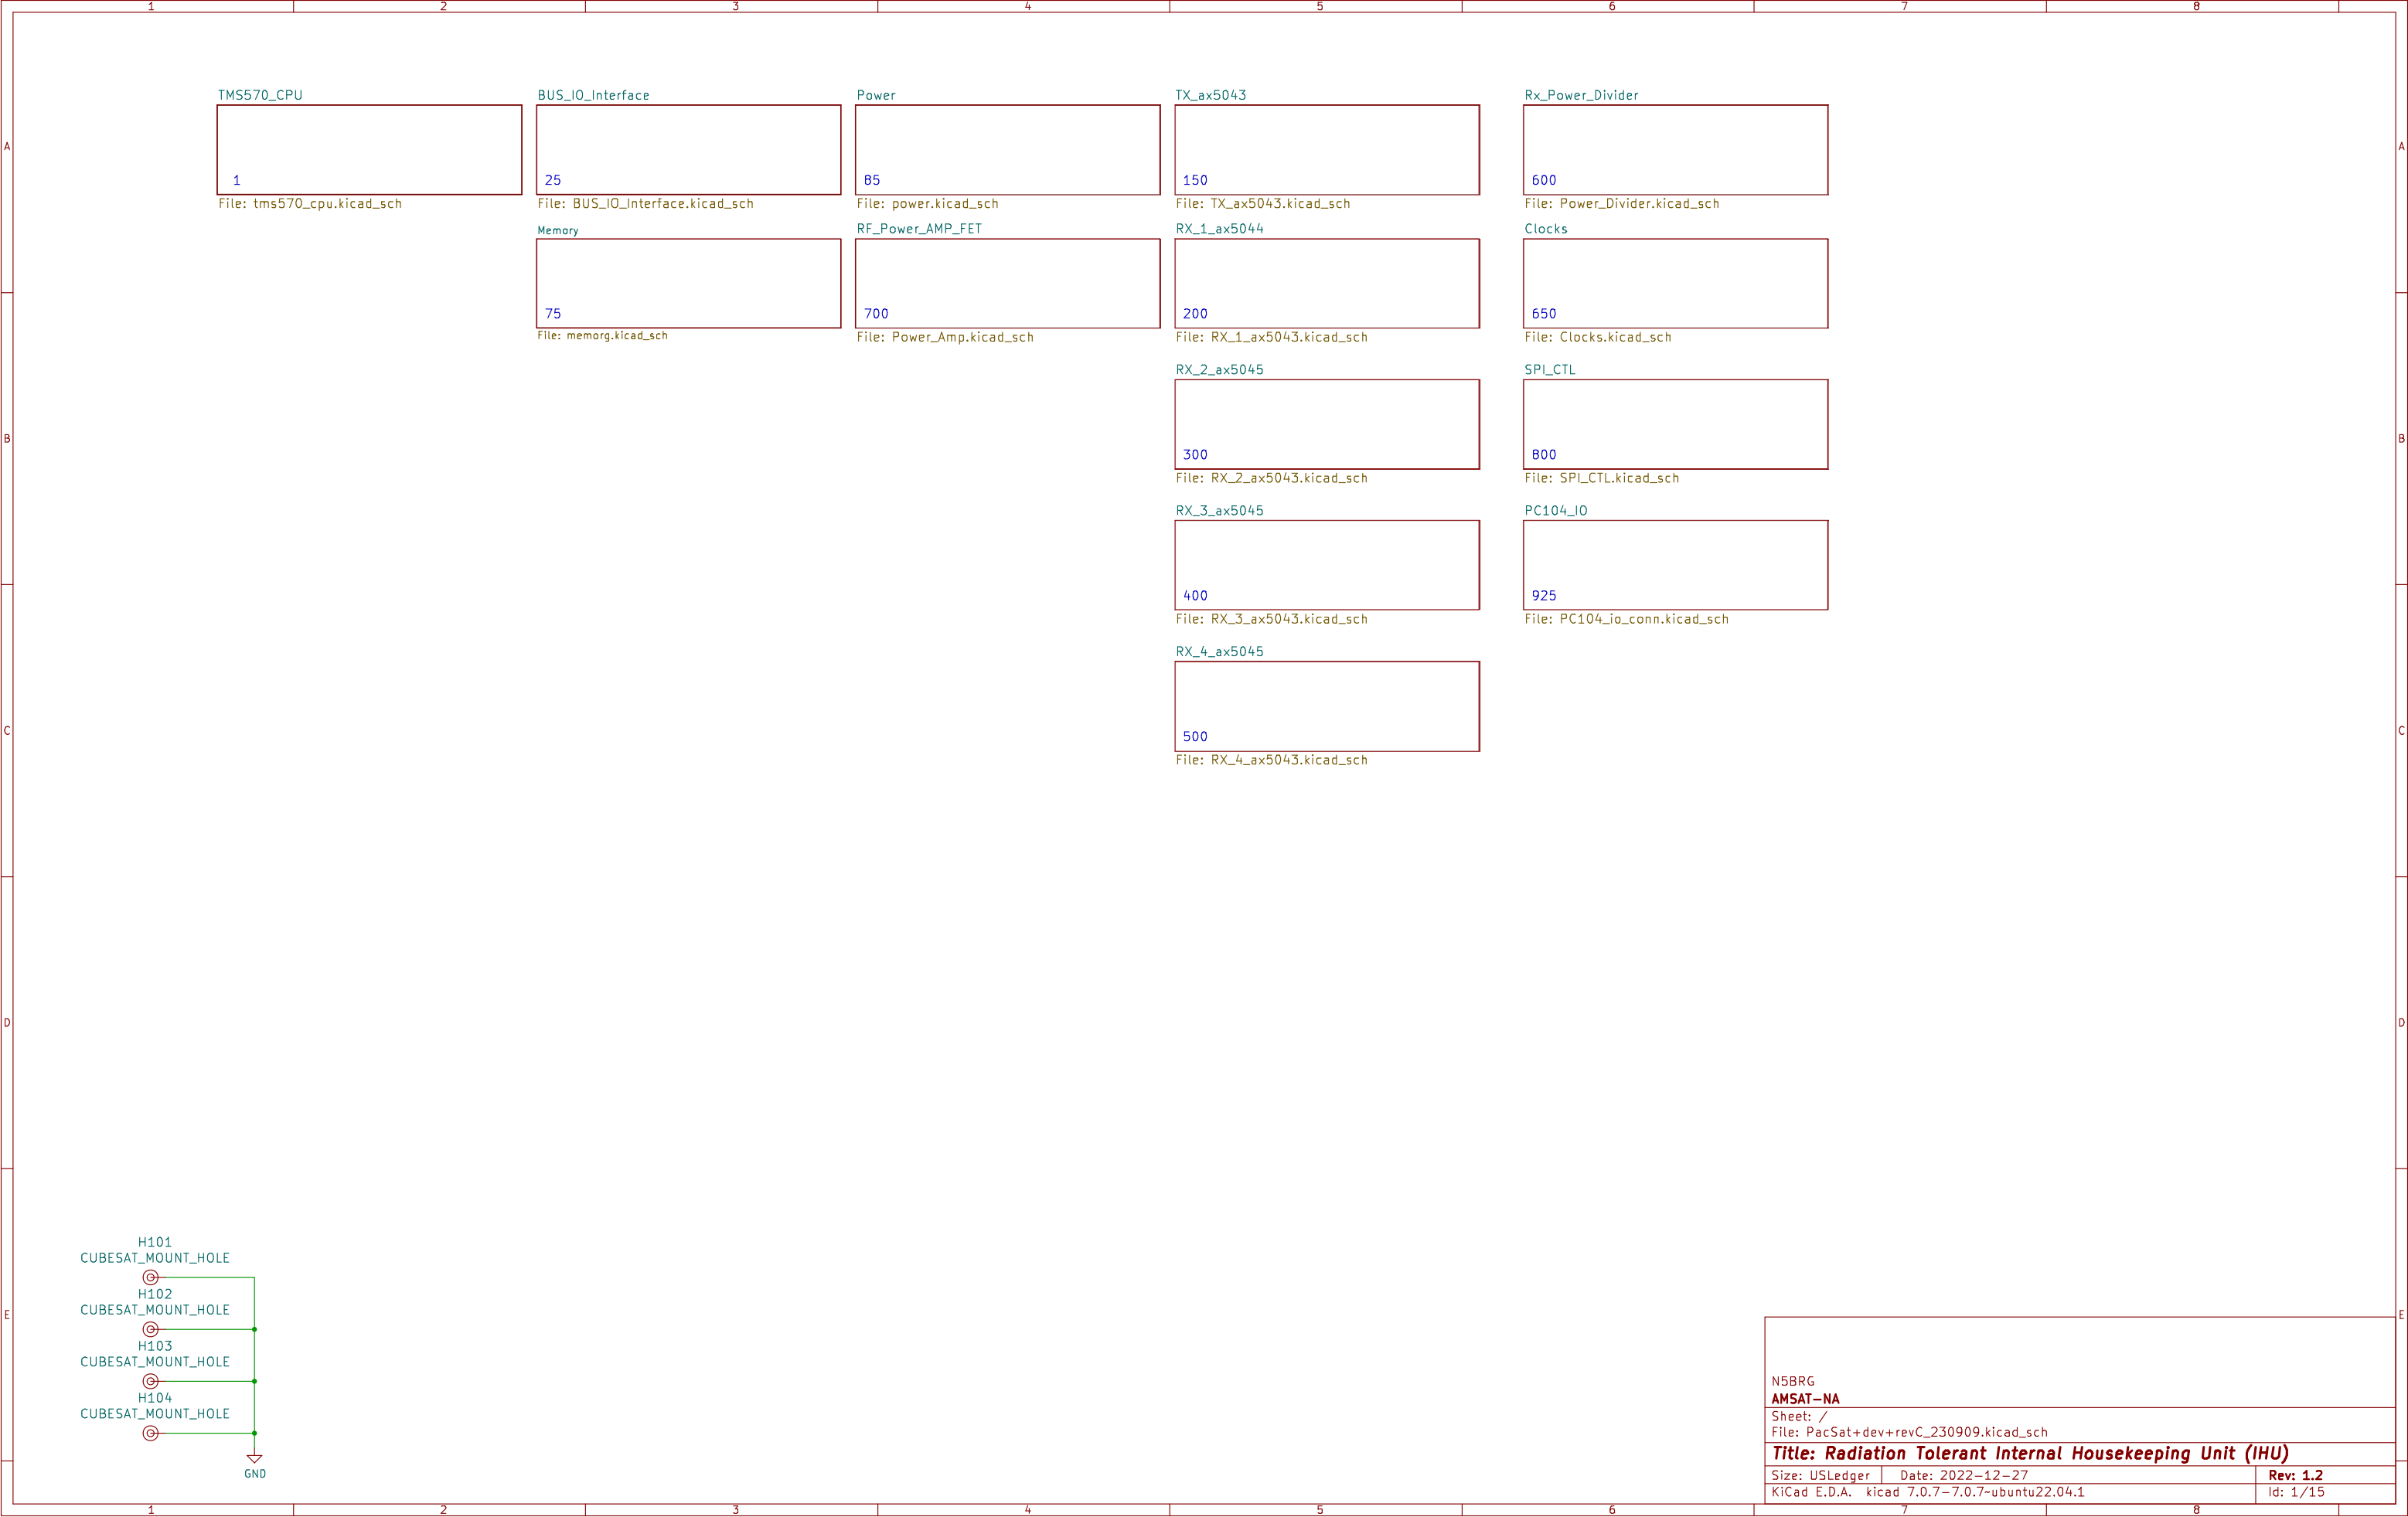 1 2 3 4 5 6 7 8
TMS570_CPU
1
File: tms570_cpu.kicad_sch
BUS_IO_Interface
25
File: BUS_IO_Interface.kicad_sch
Power
85
File: power.kicad_sch
TX_ax5043
150
File: TX_ax5043.kicad_sch
Rx_Power_Divider
600
File: Power_Divider.kicad_sch
A A
Memory
75
File: memorg.kicad_sch
RF_Power_AMP_FET
700
File: Power_Amp.kicad_sch
RX_1_ax5044
200
File: RX_1_ax5043.kicad_sch
Clocks
650
File: Clocks.kicad_sch
RX_2_ax5045
300
File: RX_2_ax5043.kicad_sch
SPI_CTL
800
File: SPI_CTL.kicad_sch
B B
RX_3_ax5045
400
File: RX_3_ax5043.kicad_sch
PC104_IO
925
File: PC104_io_conn.kicad_sch
RX_4_ax5045
500
File: RX_4_ax5043.kicad_sch
C C
D D
H101
CUBESAT_MOUNT_HOLE
H102
CUBESAT_MOUNT_HOLE
H103
CUBESAT_MOUNT_HOLE
H104
CUBESAT_MOUNT_HOLE
GND
E E
N5BRG
AMSAT-NA
Sheet: /
File: PacSat+dev+revC_230909.kicad_sch
Title: Radiation Tolerant Internal Housekeeping Unit (IHU)
Size: USLedger Date: 2022-12-27 Rev: 1.2
KiCad E.D.A. kicad 7.0.7-7.0.7~ubuntu22.04.1 Id: 1/15
1 2 3 4 5 6 7 8